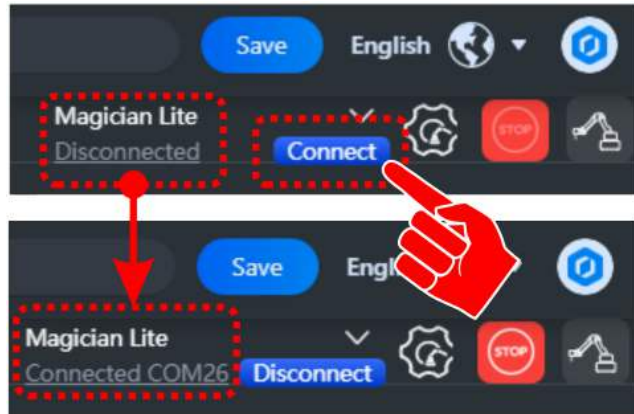 Save English
Magician Lite
Disconnected Connect STOP
Save Engl
Magician Lite
Connected COM26 Disconnect STOP